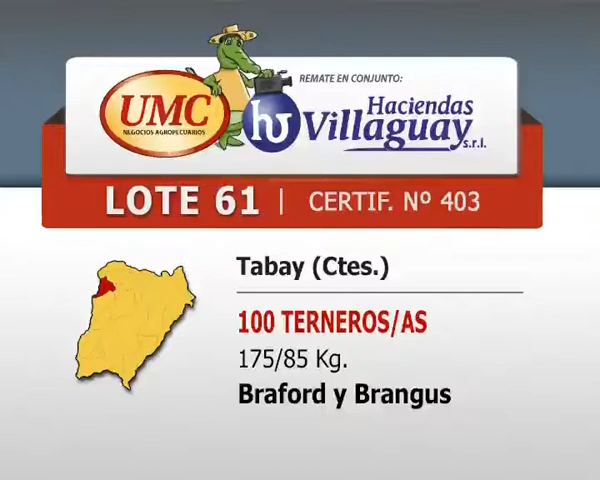 REMATE EN CONJUNTO:
UMC
NEGOCIOS AGROPECUARIOS
hv
Haciendas
Villaguay
s.r.l.
LOTE 61 | CERTIF. Nº 403
Tabay (Ctes.)
100 TERNEROS/AS
175/85 Kg.
Braford y Brangus